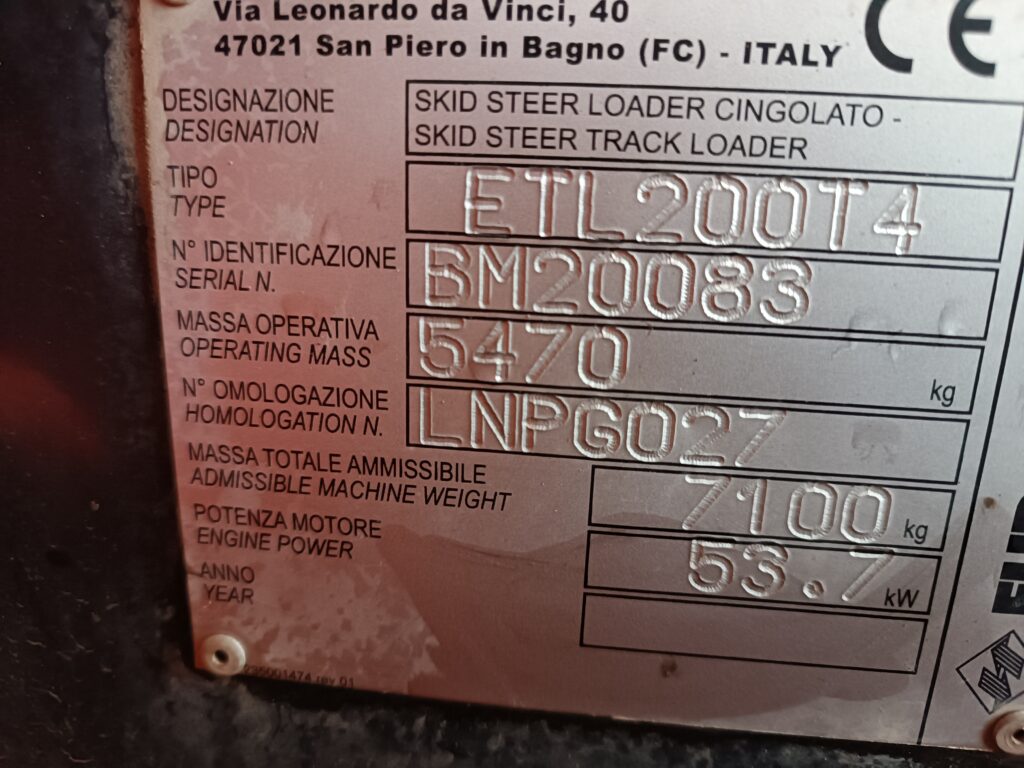 Via Leonardo da Vinci, 40
47021 San Piero in Bagno (FC) - ITALY
CE
DESIGNAZIONE
DESIGNATION
SKID STEER LOADER CINGOLATO -
SKID STEER TRACK LOADER
TIPO
TYPE
ETL200T4
N° IDENTIFICAZIONE
SERIAL N.
BM20083
MASSA OPERATIVA
OPERATING MASS
5470 kg
N° OMOLOGAZIONE
HOMOLOGATION N.
LNPG027
MASSA TOTALE AMMISSIBILE
ADMISSIBLE MACHINE WEIGHT
7100 kg
POTENZA MOTORE
ENGINE POWER
53.7 kW
ANNO
YEAR